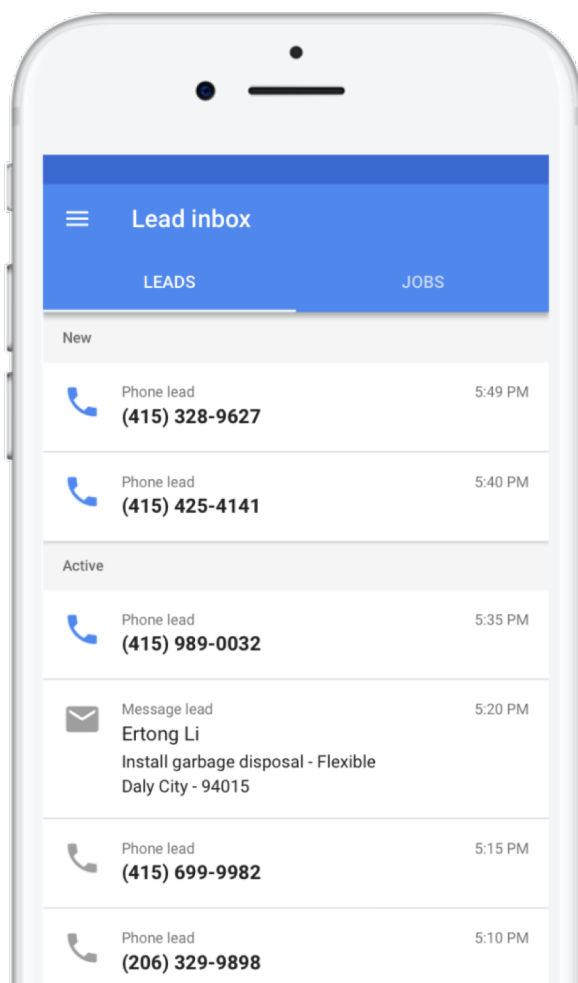 Lead inbox
LEADS JOBS
New
Phone lead 5:49 PM
(415) 328-9627
Phone lead 5:40 PM
(415) 425-4141
Active
Phone lead 5:35 PM
(415) 989-0032
Message lead 5:20 PM
Ertong Li
Install garbage disposal - Flexible
Daly City - 94015
Phone lead 5:15 PM
(415) 699-9982
Phone lead 5:10 PM
(206) 329-9898